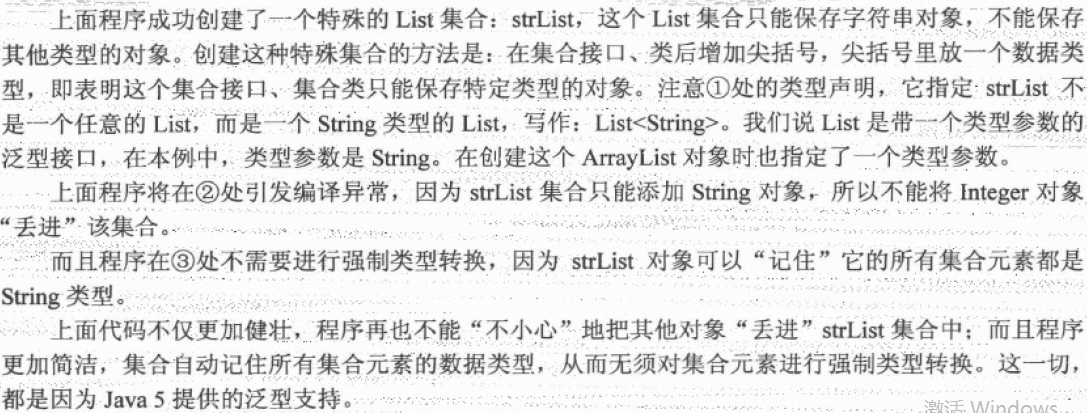 上面程序成功创建了一个特殊的 List 集合：strList，这个 List 集合只能保存字符串对象，不能保存
其他类型的对象。创建这种特殊集合的方法是：在集合接口、类后增加尖括号，尖括号里放一个数据类
型，即表明这个集合接口、集合类只能保存特定类型的对象。注意①处的类型声明，它指定 strList 不
是一个任意的 List，而是一个 String 类型的 List，写作：List<String>。我们说 List 是带一个类型参数的
泛型接口，在本例中，类型参数是 String。在创建这个 ArrayList 对象时也指定了一个类型参数。
上面程序将在②处引发编译异常，因为 strList 集合只能添加 String 对象，所以不能将 Integer 对象
“丢进”该集合。
而且程序在③处不需要进行强制类型转换，因为 strList 对象可以“记住”它的所有集合元素都是
String 类型。
上面代码不仅更加健壮，程序再也不能“不小心”地把其他对象“丢进”strList 集合中；而且程序
更加简洁，集合自动记住所有集合元素的数据类型，从而无须对集合元素进行强制类型转换。这一切，
都是因为 Java 5 提供的泛型支持。
激活 Windows